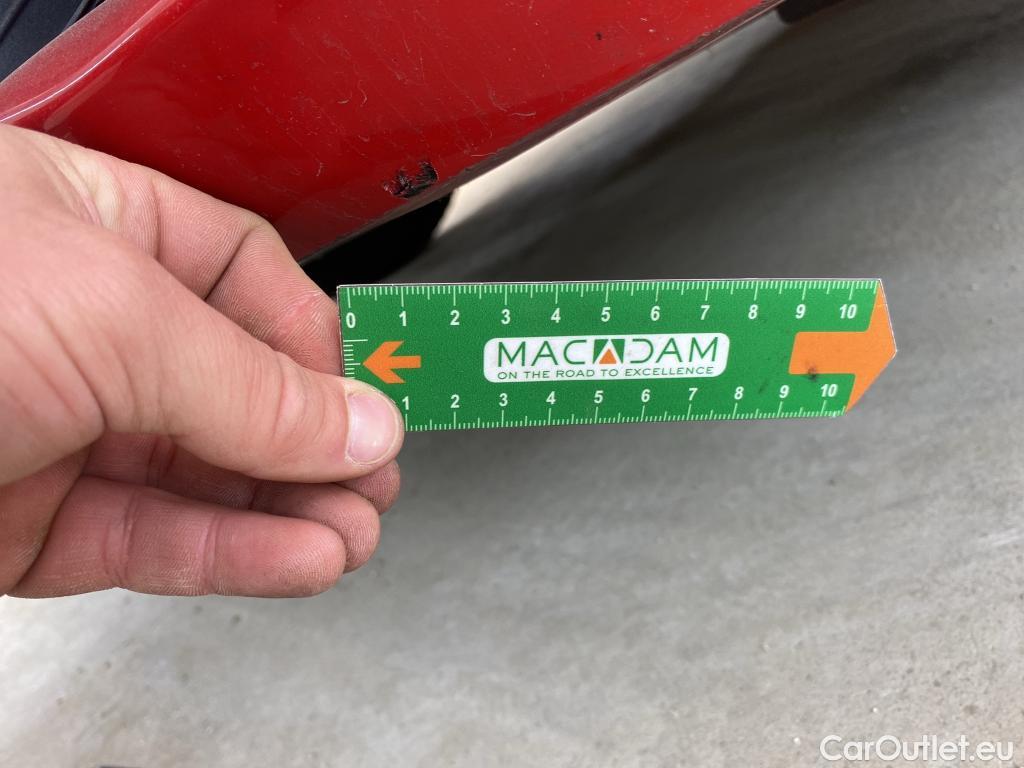 0 1 2 3 4 5 6 7 8 9 10
MACADAM
ON THE ROAD TO EXCELLENCE
1 2 3 4 5 6 7 8 9 10
CarOutlet.eu